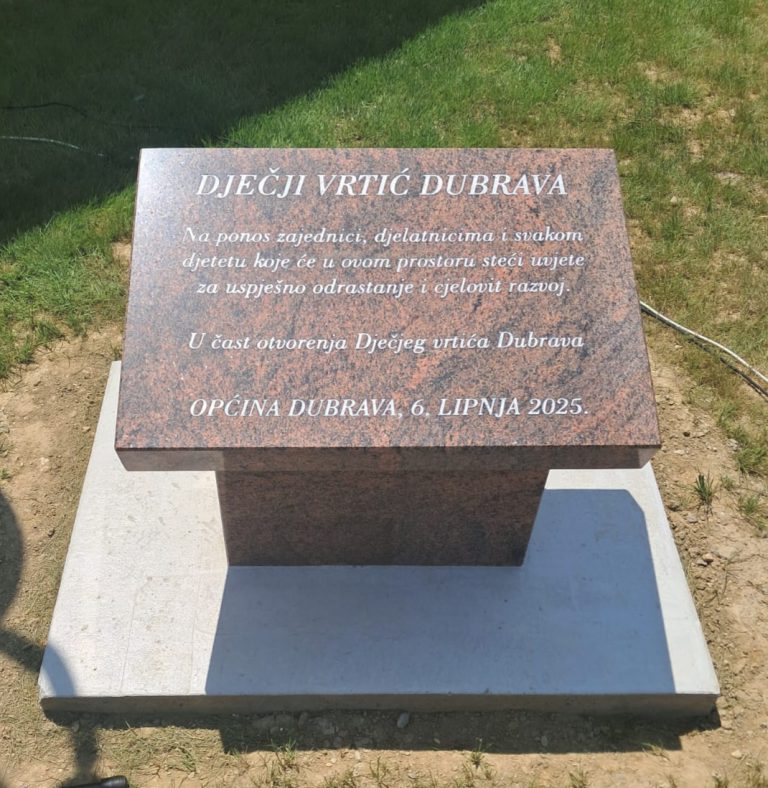 DJEČJI VRTIĆ DUBRAVA
Na ponos zajednici, djelatnicima i svakom
djetetu koje će u ovom prostoru steći uvjete
za uspješno odrastanje i cjelovit razvoj.
U čast otvorenja Dječjeg vrtića Dubrava
OPĆINA DUBRAVA, 6. LIPNJA 2025.